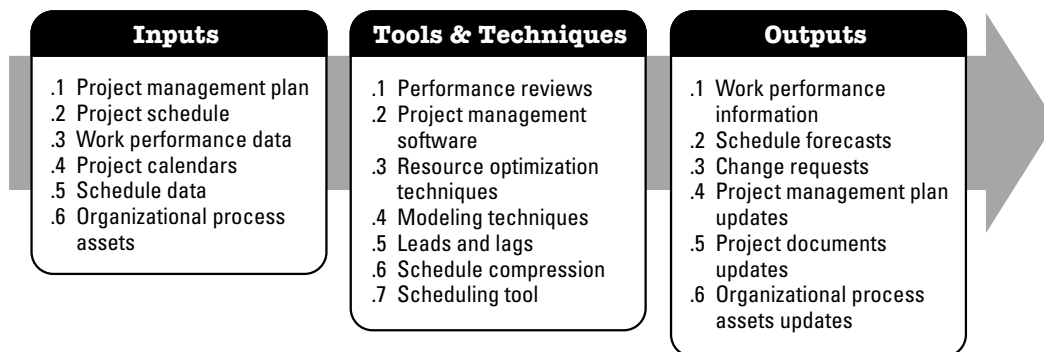 Inputs
.1 Project management plan
.2 Project schedule
.3 Work performance data
.4 Project calendars
.5 Schedule data
.6 Organizational process
assets
Tools & Techniques
.1 Performance reviews
.2 Project management
software
.3 Resource optimization
techniques
.4 Modeling techniques
.5 Leads and lags
.6 Schedule compression
.7 Scheduling tool
Outputs
.1 Work performance
information
.2 Schedule forecasts
.3 Change requests
.4 Project management plan
updates
.5 Project documents
updates
.6 Organizational process
assets updates